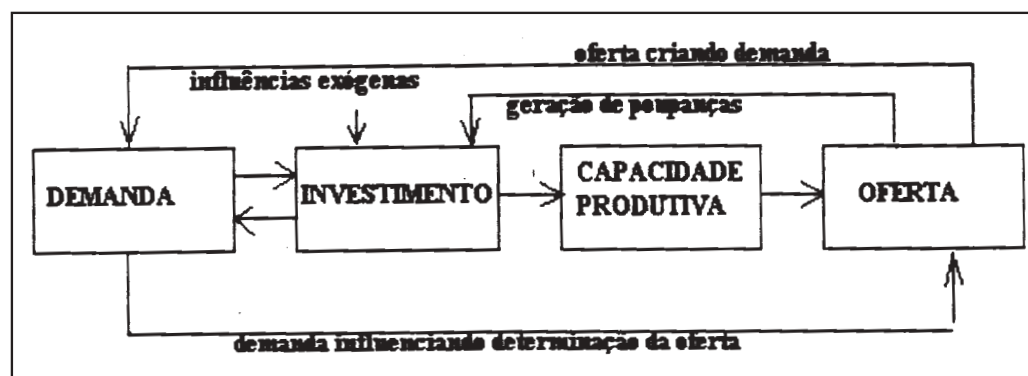 oferta criando demanda
influências exógenas
geração de poupanças
DEMANDA
INVESTIMENTO
CAPACIDADE
PRODUTIVA
OFERTA
demanda influenciando determinação da oferta